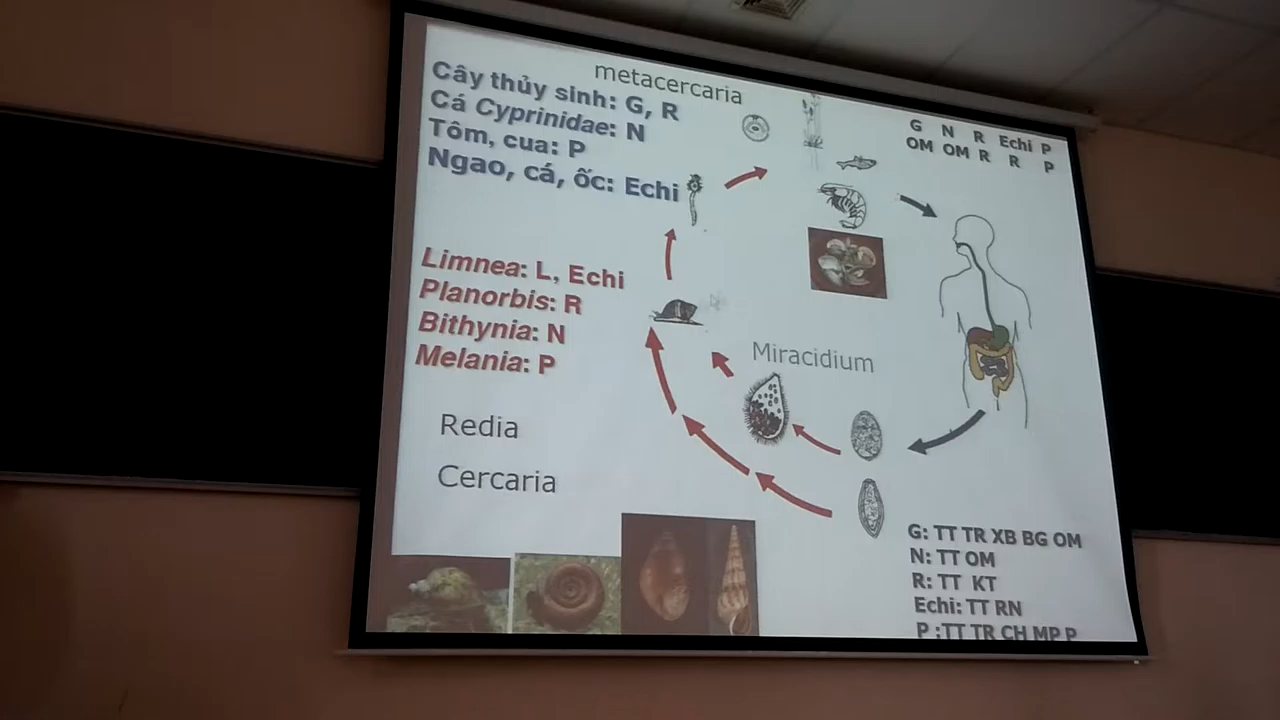 metacercaria
Cây thủy sinh: G, R
Cá Cyprinidae: N
Tôm, cua: P
Ngao, cá, ốc: Echi
G N R Echi P
OM OM R R P
Limnea: L, Echi
Planorbis: R
Bithynia: N
Melania: P
Miracidium
Redia
Cercaria
G: TT TR XB BG OM
N: TT OM
R: TT KT
Echi: TT RN
P :TT TR CH MP P